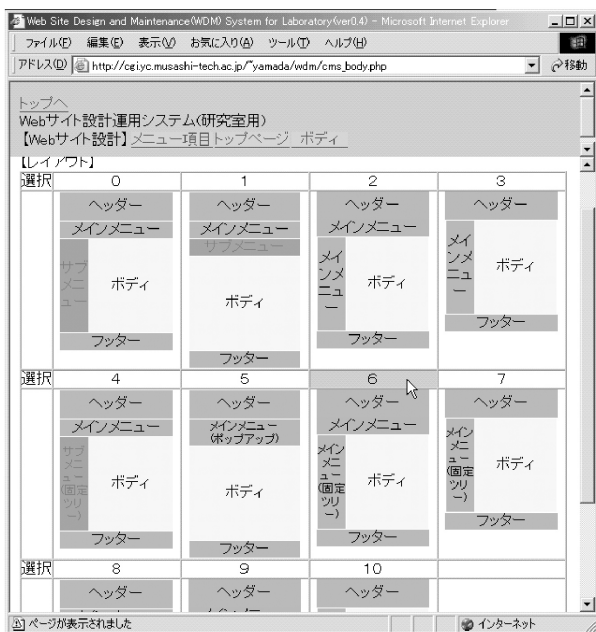 Web Site Design and Maintenance(WDM) System for Laboratory(ver0.4) - Microsoft Internet Explorer
ファイル(F) 編集(E) 表示(V) お気に入り(A) ツール(T) ヘルプ(H)
アドレス(D) http://cgi.yc.musashi-tech.ac.jp/~yamada/wdm/cms_body.php 移動
トップへ
Webサイト設計運用システム(研究室用)
【Webサイト設計】 メニュー項目 トップページ ボディ
【レイアウト】
選択 0 1 2 3
ヘッダー ヘッダー ヘッダー ヘッダー
メインメニュー メインメニュー メインメニュー メインメニュー
サブメニュー サブメニュー メインメニュー
ボディ ボディ ボディ ボディ
フッター フッター フッター フッター
選択 4 5 6 7
ヘッダー ヘッダー ヘッダー ヘッダー
メインメニュー メインメニュー(ポップアップ) メインメニュー メインメニュー(固定ツリー)
サブメニュー(固定ツリー) メインメニュー(固定ツリー)
ボディ ボディ ボディ ボディ
フッター フッター フッター フッター
選択 8 9 10
ヘッダー ヘッダー ヘッダー
ページが表示されました インターネット